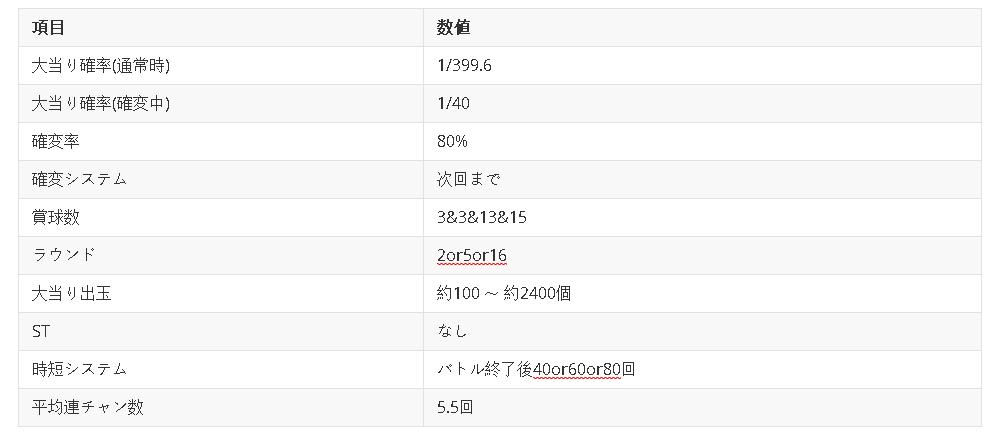 項目 数値
大当り確率(通常時) 1/399.6
大当り確率(確変中) 1/40
確変率 80%
確変システム 次回まで
賞球数 3&3&13&15
ラウンド 2or5or16
大当り出玉 約100 〜 約2400個
ST なし
時短システム バトル終了後40or60or80回
平均連チャン数 5.5回